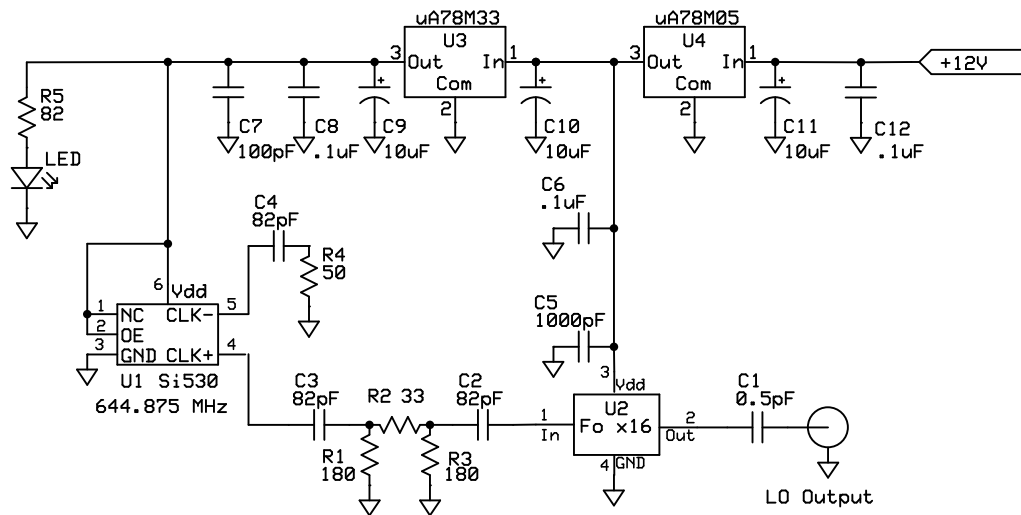 uA78M33
U3
3
1
Out
In
Com
2
uA78M05
U4
3
1
Out
In
Com
2
+12V
R5
82
LED
C7
100pF
C8
.1uF
C9
10uF
C10
10uF
C11
10uF
C12
.1uF
C4
82pF
R4
50
C6
.1uF
C5
1000pF
6
Vdd
1
NC
CLK-
5
2
OE
3
GND
CLK+
4
U1 Si530
644.875 MHz
C3
82pF
R2 33
C2
82pF
R1
180
R3
180
3
Vdd
U2
1
In
Fo x16
2
Out
4
GND
C1
0.5pF
LO Output